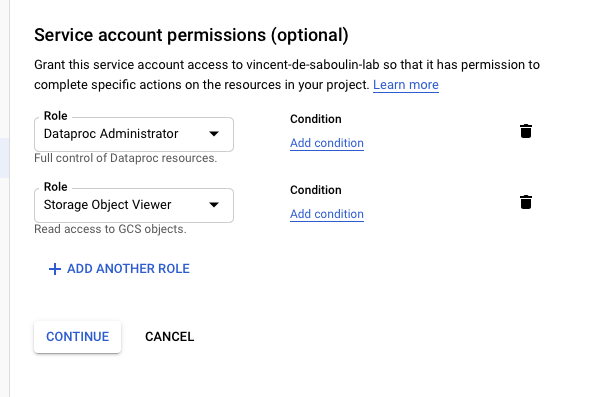 Service account permissions (optional)
Grant this service account access to vincent-de-saboulin-lab so that it has permission to
complete specific actions on the resources in your project. Learn more
Role
Condition
Dataproc Administrator
Add condition
Full control of Dataproc resources.
Role
Condition
Storage Object Viewer
Add condition
Read access to GCS objects.
+ ADD ANOTHER ROLE
CONTINUE CANCEL